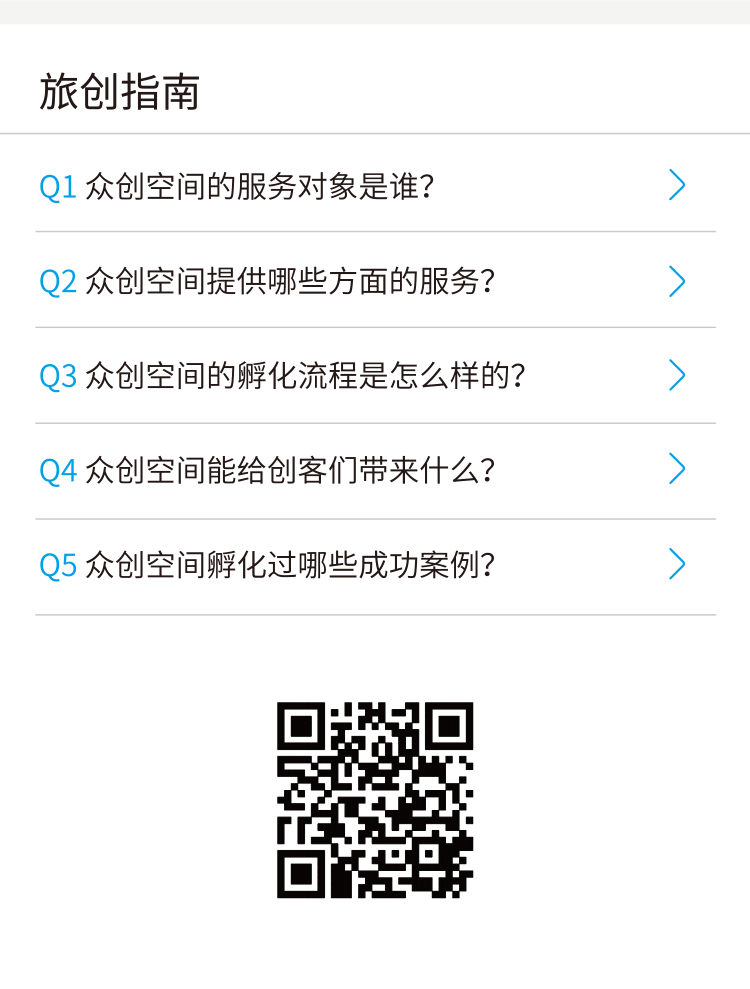 旅创指南
Q1 众创空间的服务对象是谁？
Q2 众创空间提供哪些方面的服务？
Q3 众创空间的孵化流程是怎么样的？
Q4 众创空间能给创客们带来什么？
Q5 众创空间孵化过哪些成功案例？